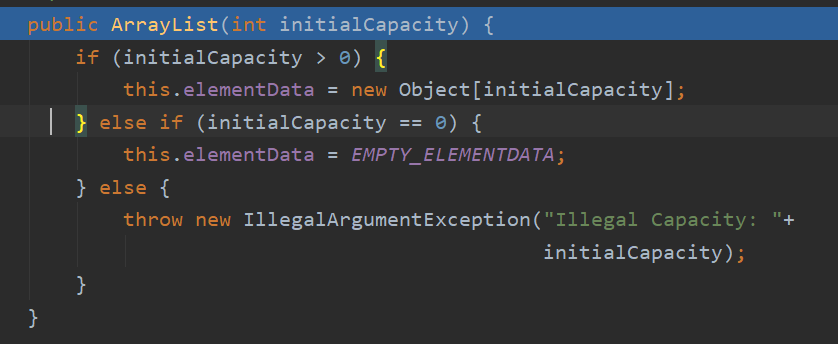 public ArrayList(int initialCapacity) {
if (initialCapacity > 0) {
this.elementData = new Object[initialCapacity];
} else if (initialCapacity == 0) {
this.elementData = EMPTY_ELEMENTDATA;
} else {
throw new IllegalArgumentException("Illegal Capacity: "+
initialCapacity);
}
}